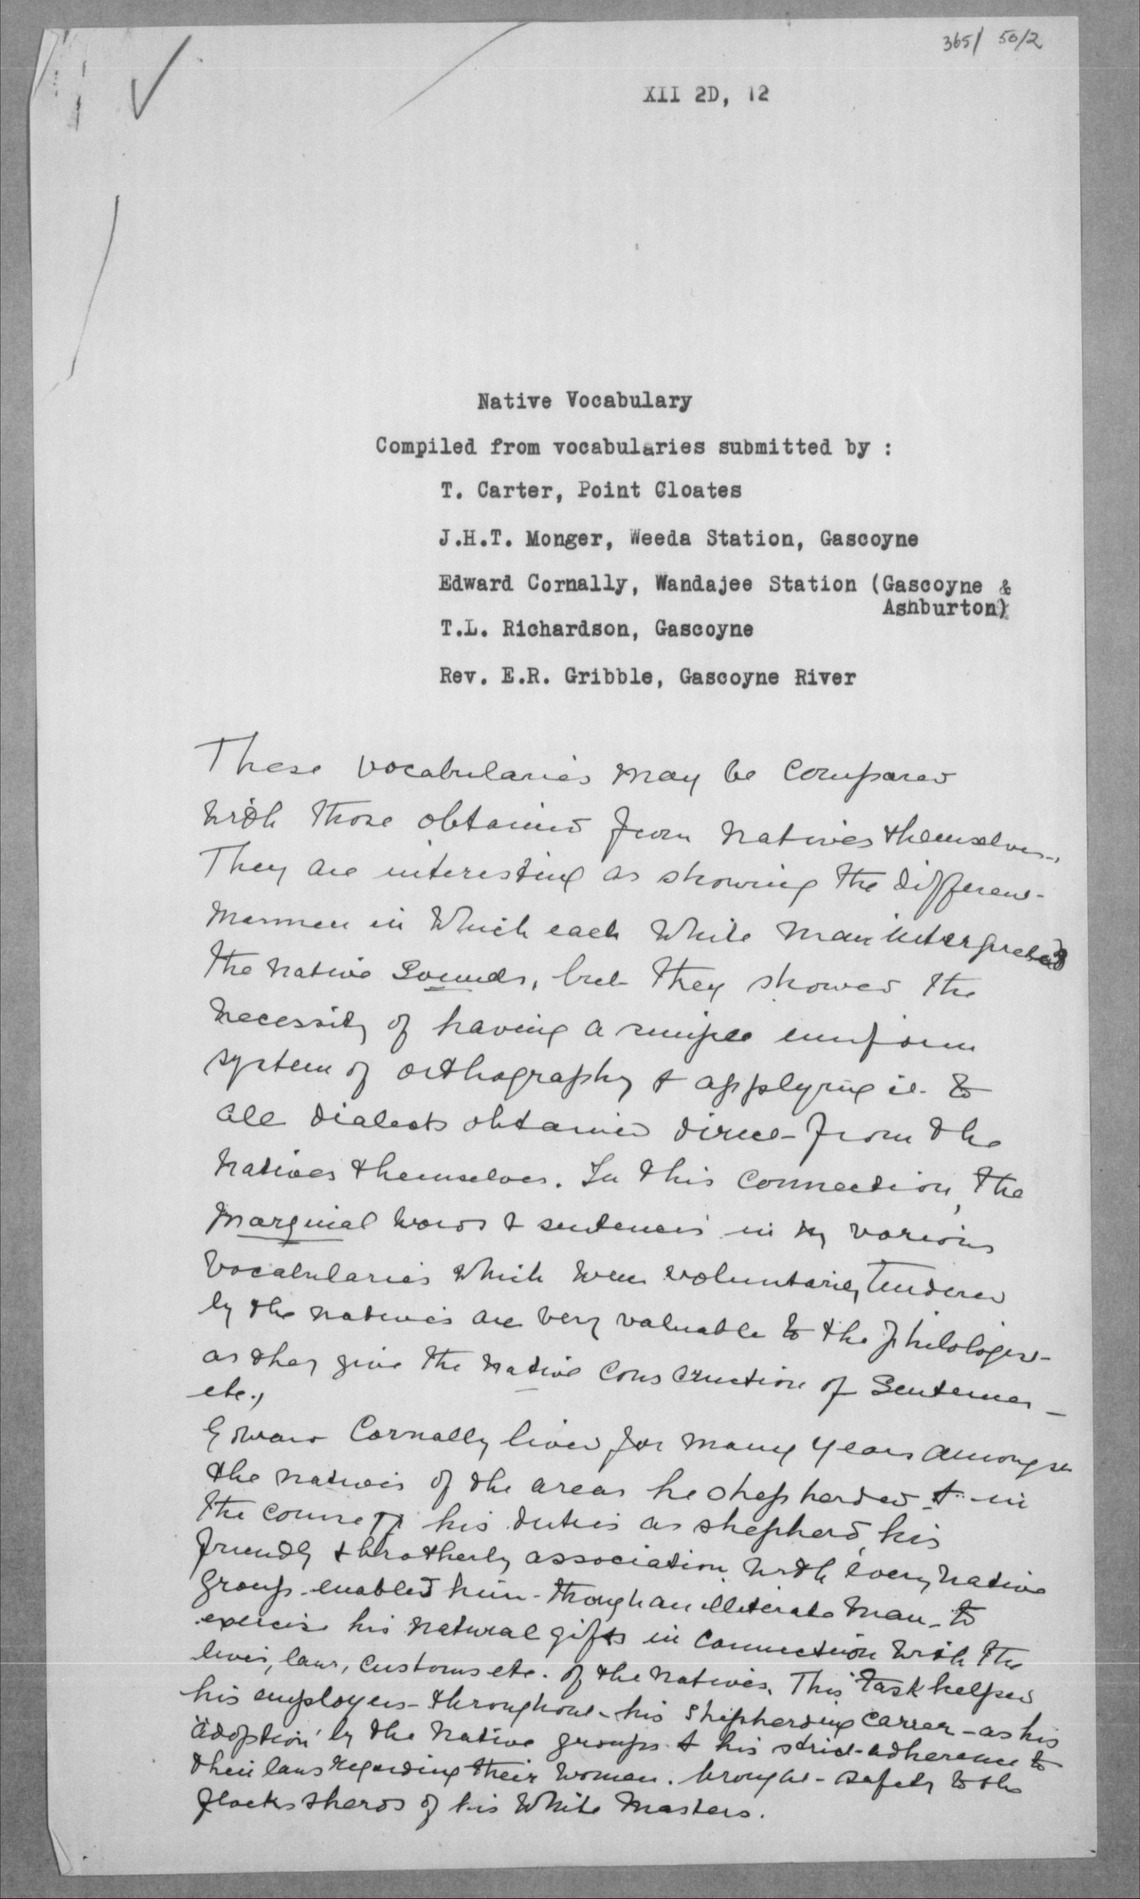 365/ 50/2
XII 2D, 12
Native Vocabulary
Compiled from vocabularies submitted by :
T. Carter, Point Cloates
J.H.T. Monger, Weeda Station, Gascoyne
Edward Cornally, Wandajee Station (Gascoyne &
Ashburton)
T.L. Richardson, Gascoyne
Rev. E.R. Gribble, Gascoyne River
These vocabularies may be compared
with those obtained from natives themselves.
They are interesting as showing the different
manner in which each white man interpreted
the native sounds, but they showed the
necessity of having a simple uniform
system of orthography & applying it to
all dialects obtained direct from the
natives themselves. In this connection, the
marginal words & sentences in my various
vocabularies which were voluntarily tendered
by the natives are very valuable to the philologist
as they give the native construction of sentences
etc.,
Edward Cornally lived for many years amongst
the natives of the areas he shepherded & in
the course of his duties as shepherd, his
friendly & brotherly association with every native
group enabled him - though an illiterate man - to
exercise his natural gifts in connection with the
lives, laws, customs etc. of the natives. This task helped
his employers throughout his shepherding carrer - as his
'adoption' by the native groups & his strict adherence to
their laws regarding their women. brought safety to the
flocks & herds of his white masters.